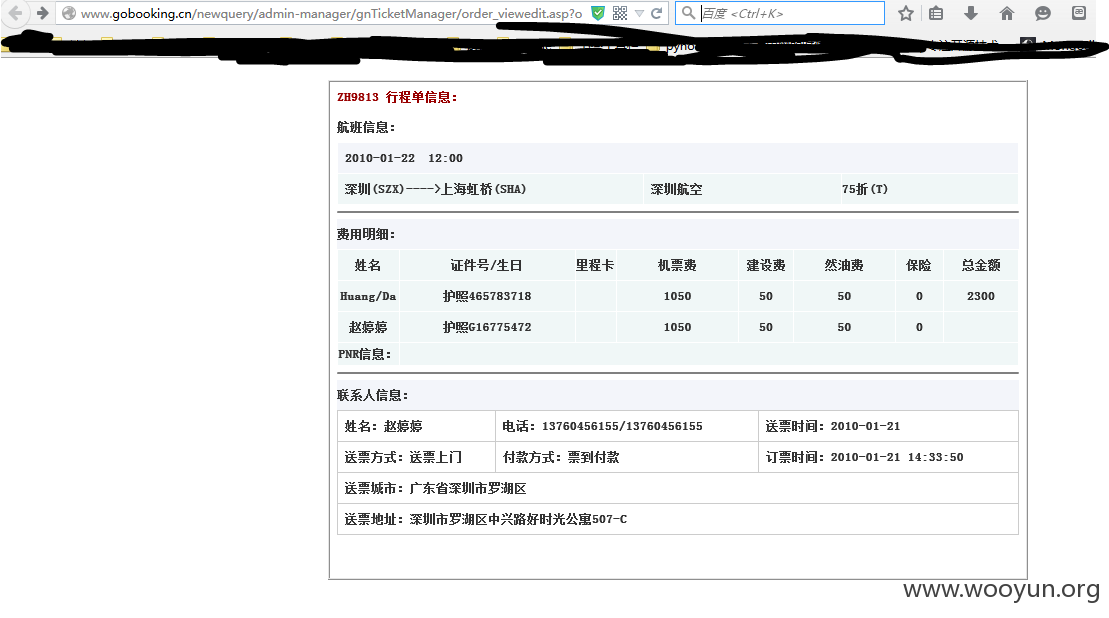 www.gobooking.cn/newquery/admin-manager/gnTicketManager/order_viewedit.asp?o
百度 <Ctrl+K>
ZH9813 行程单信息:
航班信息:
2010-01-22 12:00
深圳(SZX)---->上海虹桥(SHA) 深圳航空 75折(T)
费用明细:
姓名 证件号/生日 里程卡 机票费 建设费 然油费 保险 总金额
Huang/Da 护照465783718 1050 50 50 0 2300
赵婷婷 护照G16775472 1050 50 50 0
PNR信息:
联系人信息:
姓名: 赵婷婷 电话: 13760456155/13760456155 送票时间: 2010-01-21
送票方式: 送票上门 付款方式: 票到付款 订票时间: 2010-01-21 14:33:50
送票城市: 广东省深圳市罗湖区
送票地址: 深圳市罗湖区中兴路好时光公寓507-C
www.wooyun.org